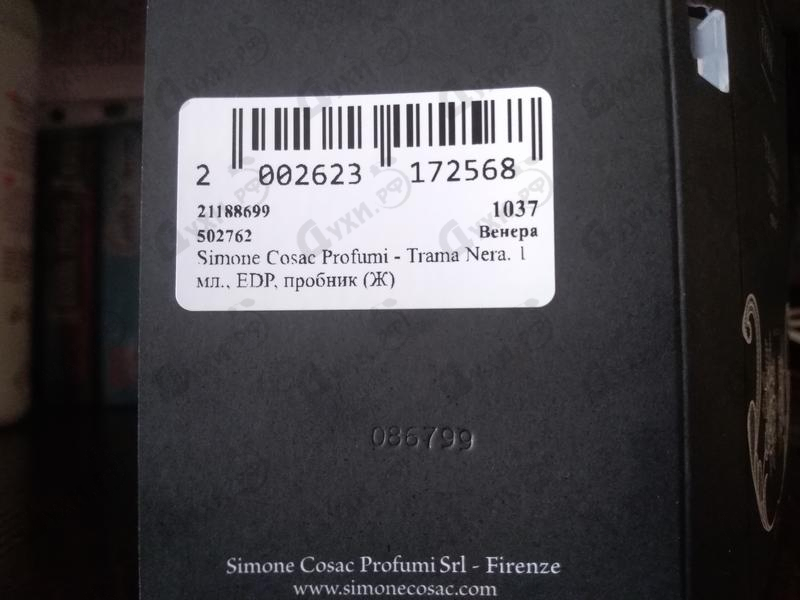 2 002623 172568
21188699 1037
502762 Венера
Simone Cosac Profumi - Trama Nera. 1
мл., EDP, пробник (Ж)
086799
Simone Cosac Profumi Srl - Firenze
www.simonecosac.com